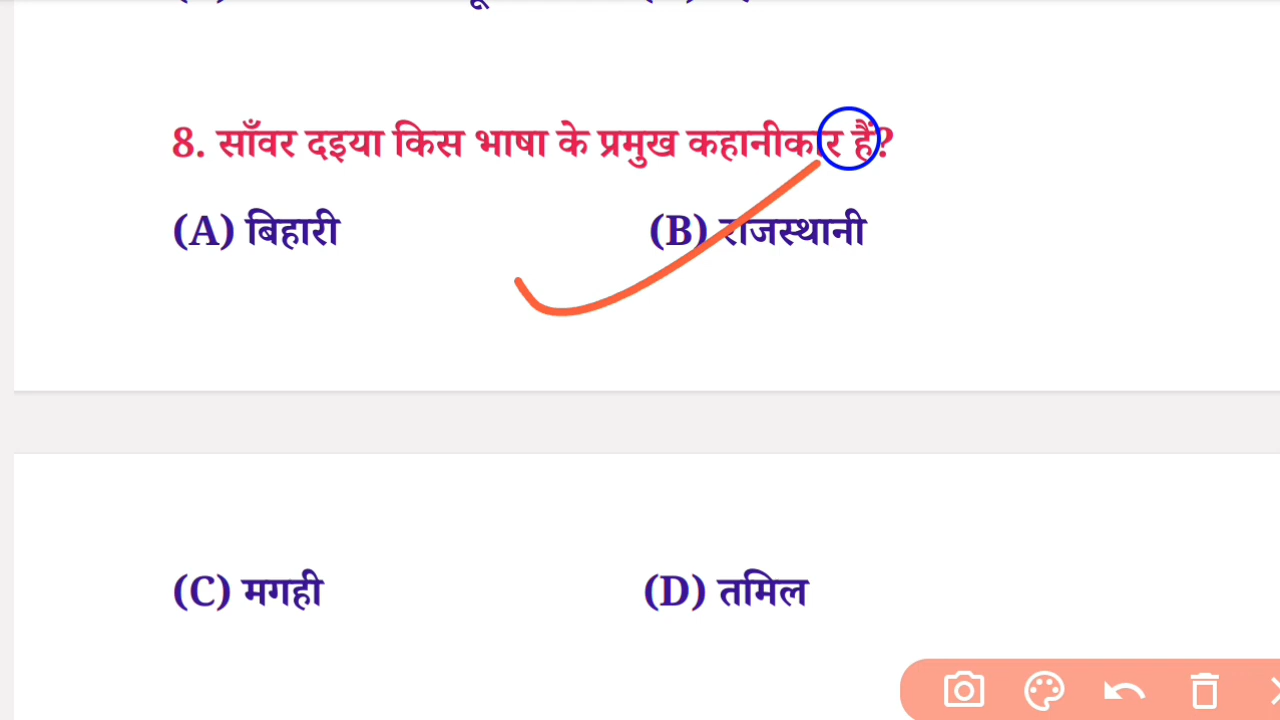 8. साँवर दइया किस भाषा के प्रमुख कहानीकार हैं?
(A) बिहारी (B) राजस्थानी
(C) मगही (D) तमिल